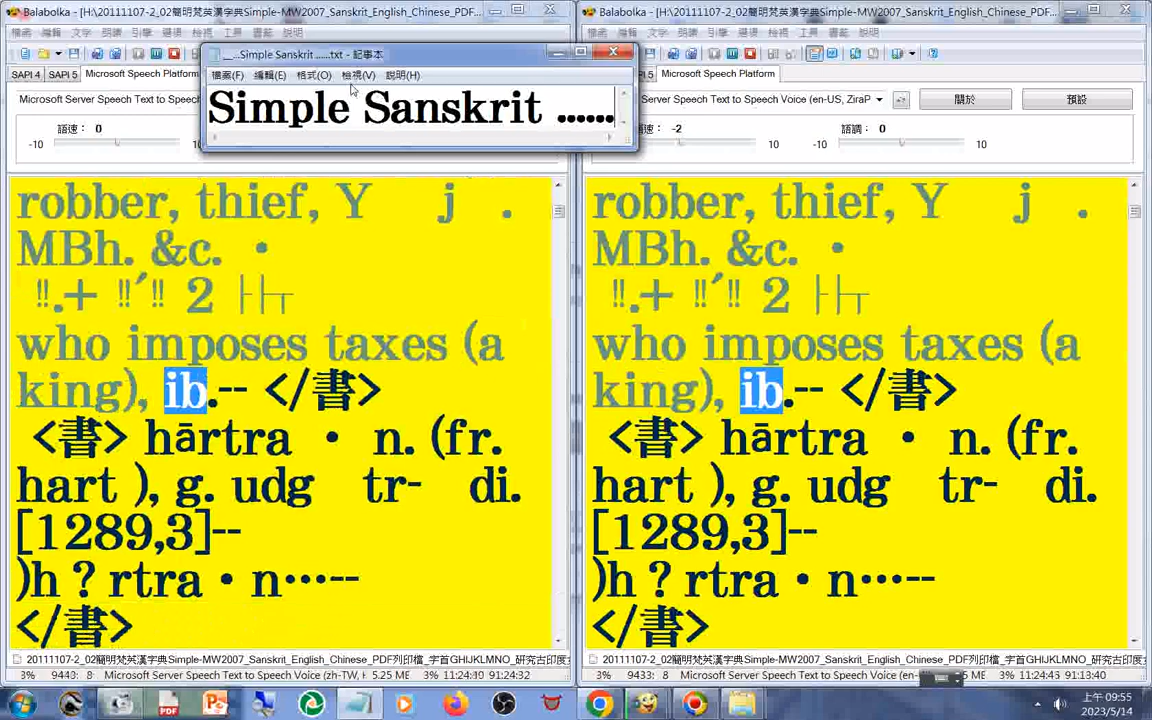 Balabolka - [H:\20111107-2_02簡明梵英漢字典Simple-MW2007_Sanskrit_English_Chinese_PDF...
Balabolka - [H:\20111107-2_02簡明梵英漢字典Simple-MW2007_Sanskrit_English_Chinese_PDF...
檔案 編輯 文字 朗讀 引擎 連接 檢視 工具 書籤 說明
__...Simple Sanskrit ......txt - 記事本
檔案(F) 編輯(E) 格式(O) 檢視(V) 說明(H)
Simple Sanskrit ......
SAPI 4 SAPI 5 Microsoft Speech Platform
PI 5 Microsoft Speech Platform
Microsoft Server Speech Text to Speech
Server Speech Text to Speech Voice (en-US, ZiraP
關於 預設
語速： 0
-10
語速： -2
語調： 0
10 -10 10
robber, thief, Y j .
MBh. &c. •
‼.+ ‼´‼ 2 ├├┬
who imposes taxes (a
king), ib.-- </書>
<書> hārtra • n. (fr.
hart ), g. udg tr- di.
[1289,3]--
)h ? rtra • n…--
</書>
robber, thief, Y j .
MBh. &c. •
‼.+ ‼´‼ 2 ├├┬
who imposes taxes (a
king), ib.-- </書>
<書> hārtra • n. (fr.
hart ), g. udg tr- di.
[1289,3]--
)h ? rtra • n…--
</書>
20111107-2_02簡明梵英漢字典Simple-MW2007_Sanskrit_English_Chinese_PDF列印檔_字首GHIJKLMNO_研究古印度
20111107-2_02簡明梵英漢字典Simple-MW2007_Sanskrit_English_Chinese_PDF列印檔_字首GHIJKLMNO_研究古印度
3% 9440: 8 Microsoft Server Speech Text to Speech Voice (zh-TW, H 5.25 ME 3% 11:24:30 91:24:32
3% 9433: 8 Microsoft Server Speech Text to Speech Voice (en- 5.25 ME 3% 11:24:43 91:13:40
上午 09:55
2023/5/14